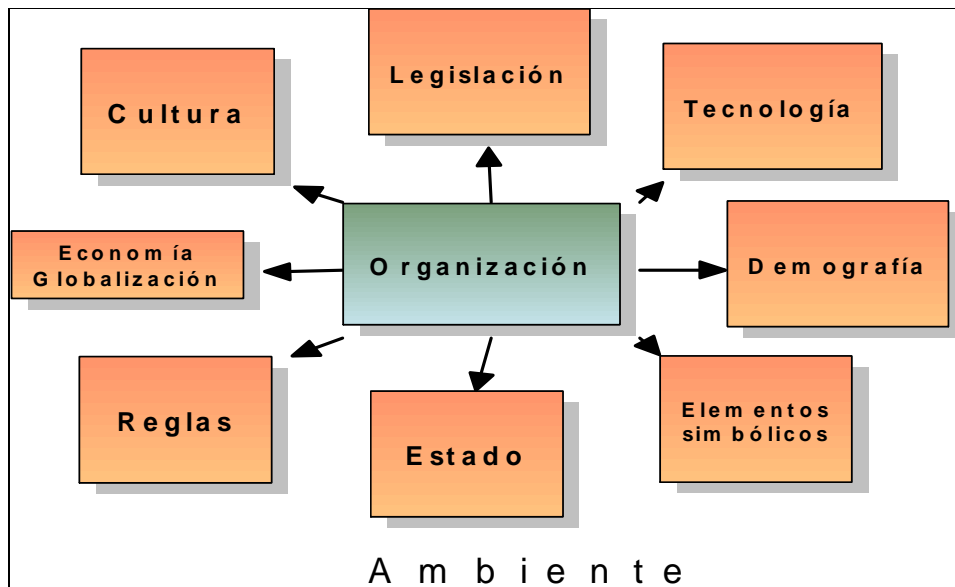 Legislación
Cultura
Tecnología
Economía
Globalización
Organización
Demografía
Reglas
Estado
Elementos
simbólicos
Ambiente